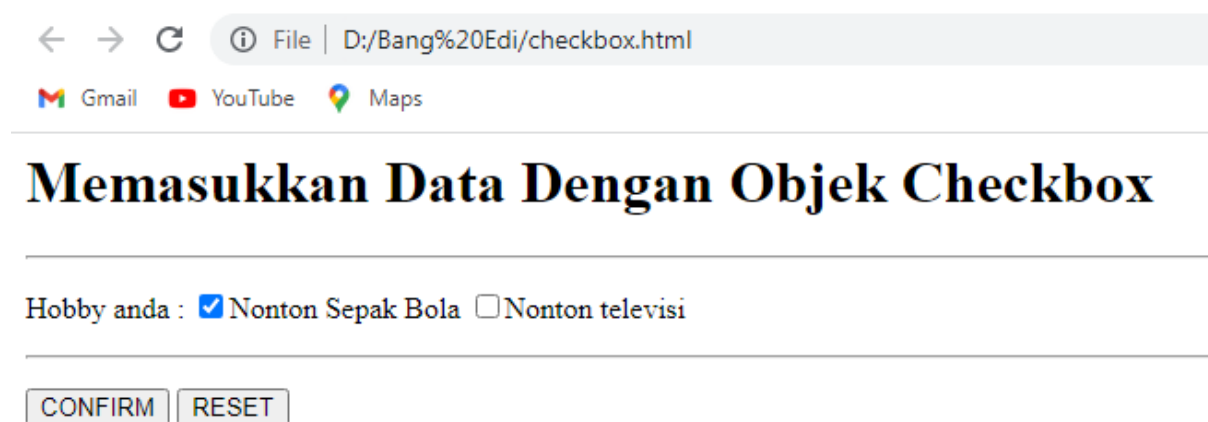 File | D:/Bang%20Edi/checkbox.html
Gmail YouTube Maps
Memasukkan Data Dengan Objek Checkbox
Hobby anda : Nonton Sepak Bola Nonton televisi
CONFIRM RESET